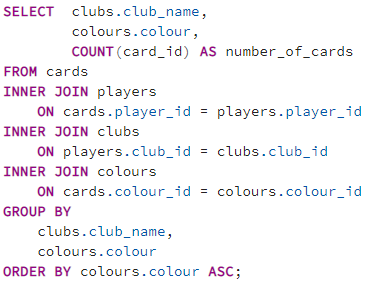 SELECT  clubs.club_name,
        colours.colour,
        COUNT(card_id) AS number_of_cards
FROM cards
INNER JOIN players
    ON cards.player_id = players.player_id
INNER JOIN clubs
    ON players.club_id = clubs.club_id
INNER JOIN colours
    ON cards.colour_id = colours.colour_id
GROUP BY
    clubs.club_name,
    colours.colour
ORDER BY colours.colour ASC;